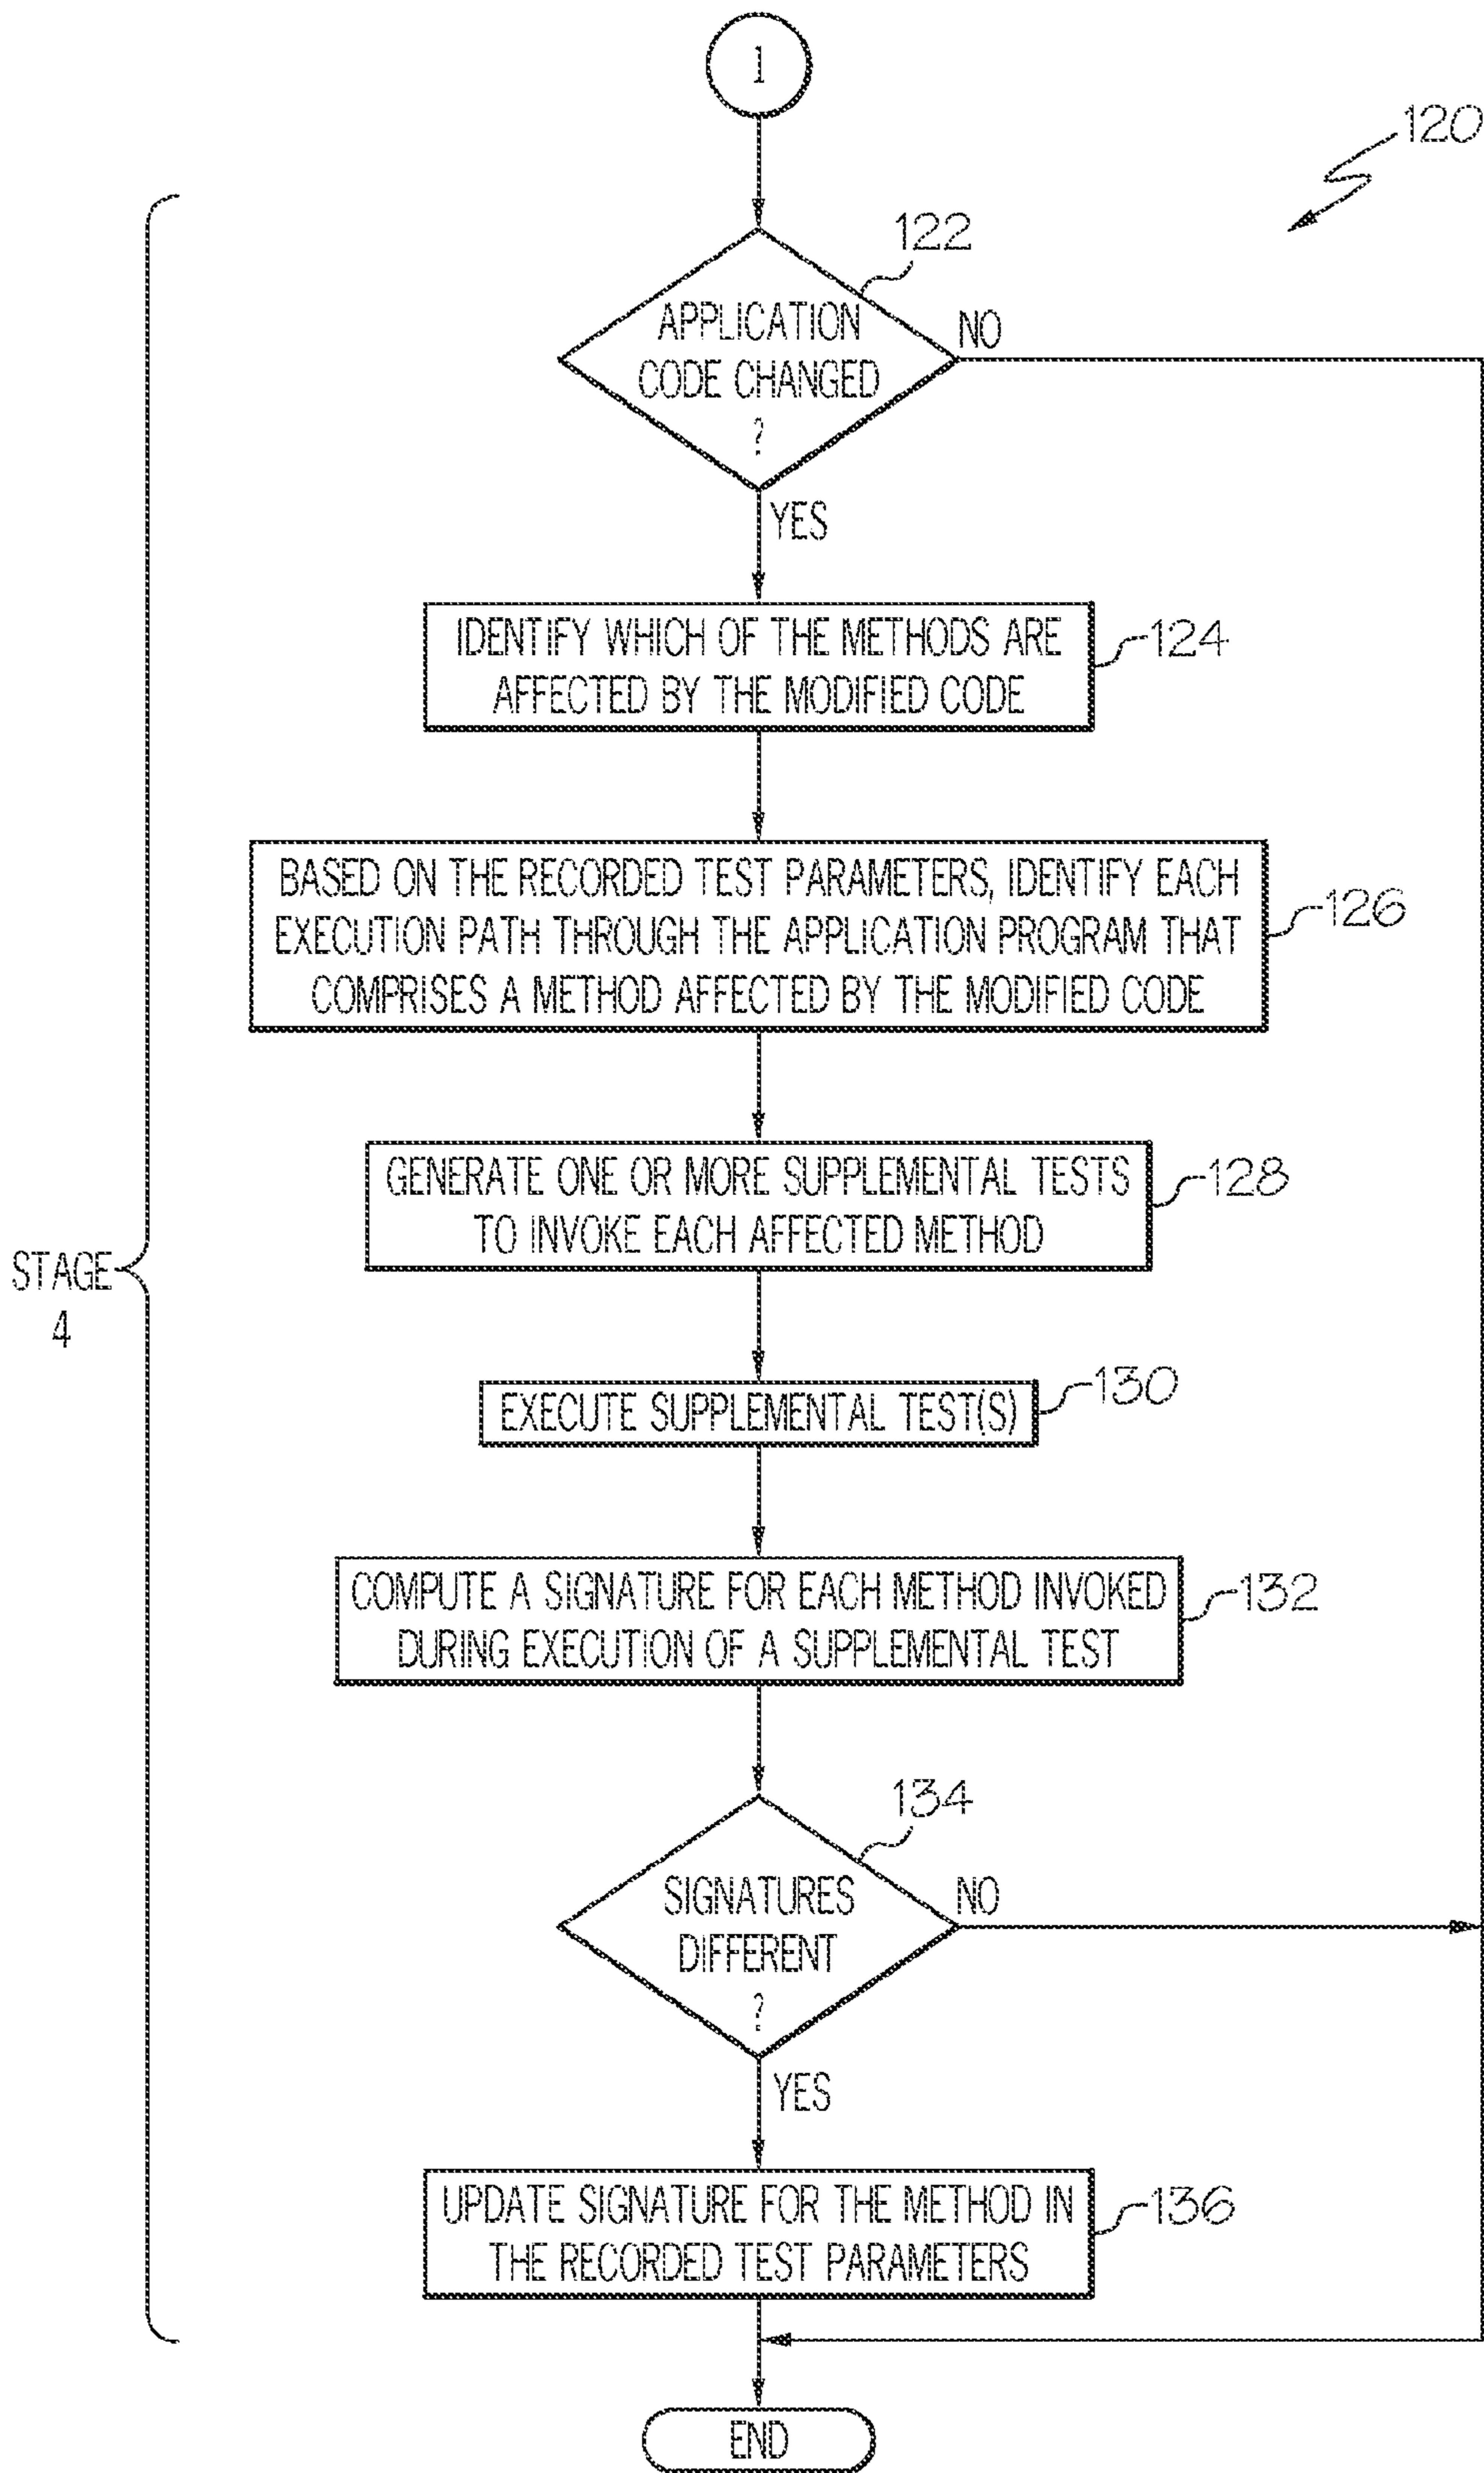 1
120
122
APPLICATION
CODE CHANGED
?
NO
YES
IDENTIFY WHICH OF THE METHODS ARE
AFFECTED BY THE MODIFIED CODE
124
BASED ON THE RECORDED TEST PARAMETERS, IDENTIFY EACH
EXECUTION PATH THROUGH THE APPLICATION PROGRAM THAT
COMPRISES A METHOD AFFECTED BY THE MODIFIED CODE
126
GENERATE ONE OR MORE SUPPLEMENTAL TESTS
TO INVOKE EACH AFFECTED METHOD
128
STAGE
4
EXECUTE SUPPLEMENTAL TEST(S)
130
COMPUTE A SIGNATURE FOR EACH METHOD INVOKED
DURING EXECUTION OF A SUPPLEMENTAL TEST
132
134
SIGNATURES
DIFFERENT
?
NO
YES
UPDATE SIGNATURE FOR THE METHOD IN
THE RECORDED TEST PARAMETERS
136
END